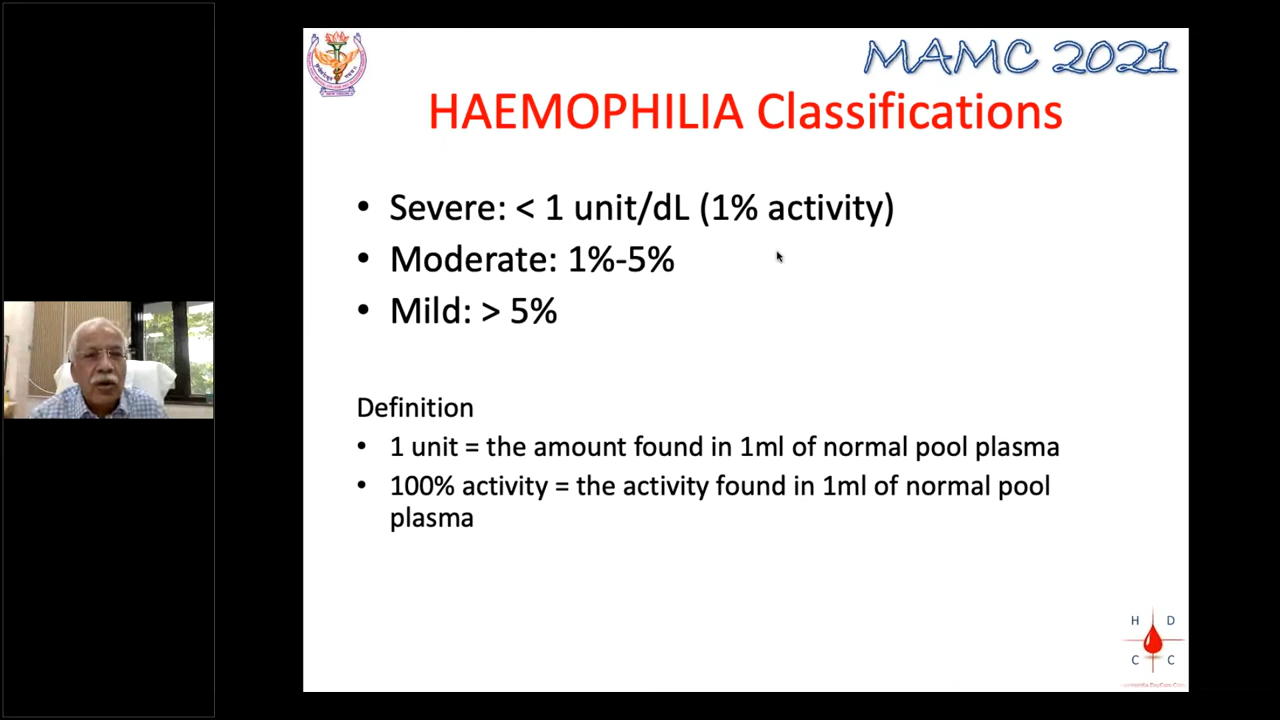 MAMC 2021
HAEMOPHILIA Classifications
• Severe: < 1 unit/dL (1% activity)
• Moderate: 1%-5%
• Mild: > 5%
Definition
• 1 unit = the amount found in 1ml of normal pool plasma
• 100% activity = the activity found in 1ml of normal pool
plasma
H D
C C